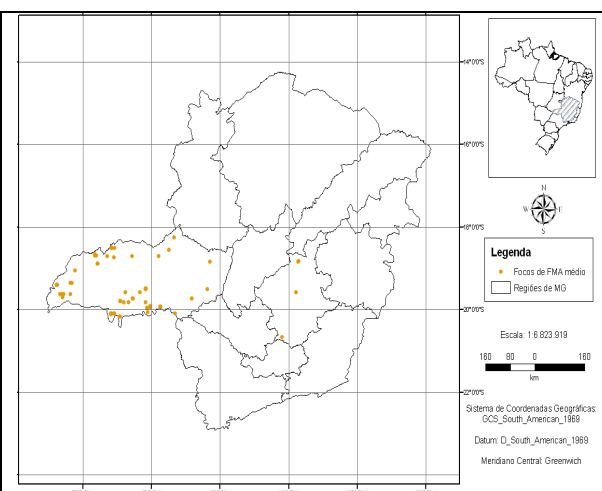 14°0'0"S
16°0'0"S
18°0'0"S
20°0'0"S
22°0'0"S
N
W E
S
Legenda
Focos de FMA médio
Regiões de MG
Escala: 1:6.823.919
160 80 0 160
km
Sistema de Coordenadas Geográficas:
GCS_South_American_1969
Datum: D_South_American_1969
Meridiano Central: Greenwich